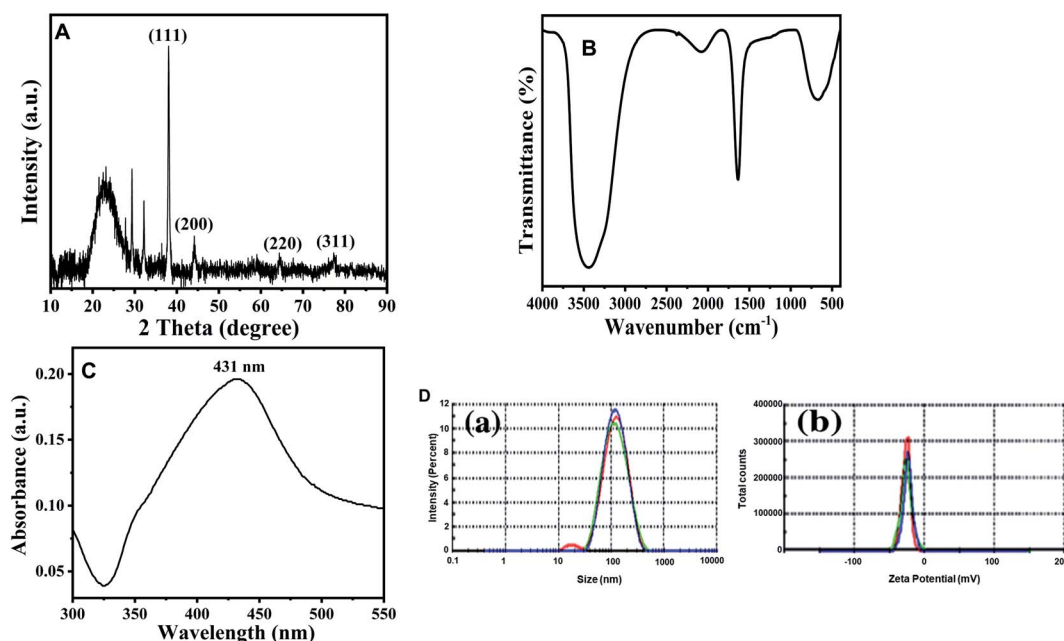 A
(111)
(200)
(220)
(311)
Intensity (a.u.)
10 20 30 40 50 60 70 80 90
2 Theta (degree)
B
Transmittance (%)
4000 3500 3000 2500 2000 1500 1000 500
Wavenumber (cm⁻¹)
C
431 nm
0.20
0.15
0.10
0.05
Absorbance (a.u.)
300 350 400 450 500 550
Wavelength (nm)
D
(a)
12
10
8
6
4
2
0
Intensity (Percent)
0.1 1 10 100 1000 10000
Size (nm)
(b)
400000
300000
200000
100000
0
Total counts
-100 0 100 200
Zeta Potential (mV)